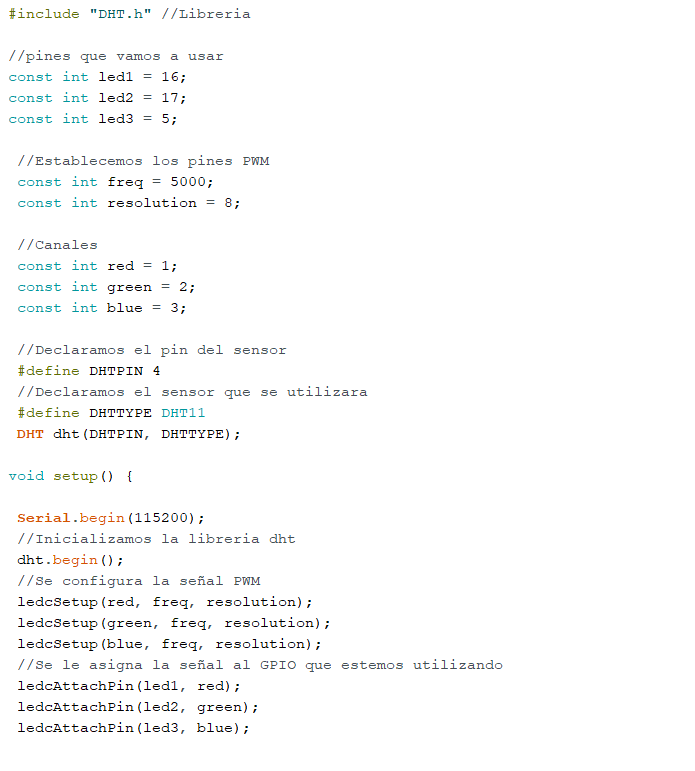 #include "DHT.h" //Libreria
//pines que vamos a usar
const int led1 = 16;
const int led2 = 17;
const int led3 = 5;
//Establecemos los pines PWM
const int freq = 5000;
const int resolution = 8;
//Canales
const int red = 1;
const int green = 2;
const int blue = 3;
//Declaramos el pin del sensor
#define DHTPIN 4
//Declaramos el sensor que se utilizara
#define DHTTYPE DHT11
DHT dht(DHTPIN, DHTTYPE);
void setup() {
Serial.begin(115200);
//Inicializamos la libreria dht
dht.begin();
//Se configura la señal PWM
ledcSetup(red, freq, resolution);
ledcSetup(green, freq, resolution);
ledcSetup(blue, freq, resolution);
//Se le asigna la señal al GPIO que estemos utilizando
ledcAttachPin(led1, red);
ledcAttachPin(led2, green);
ledcAttachPin(led3, blue);